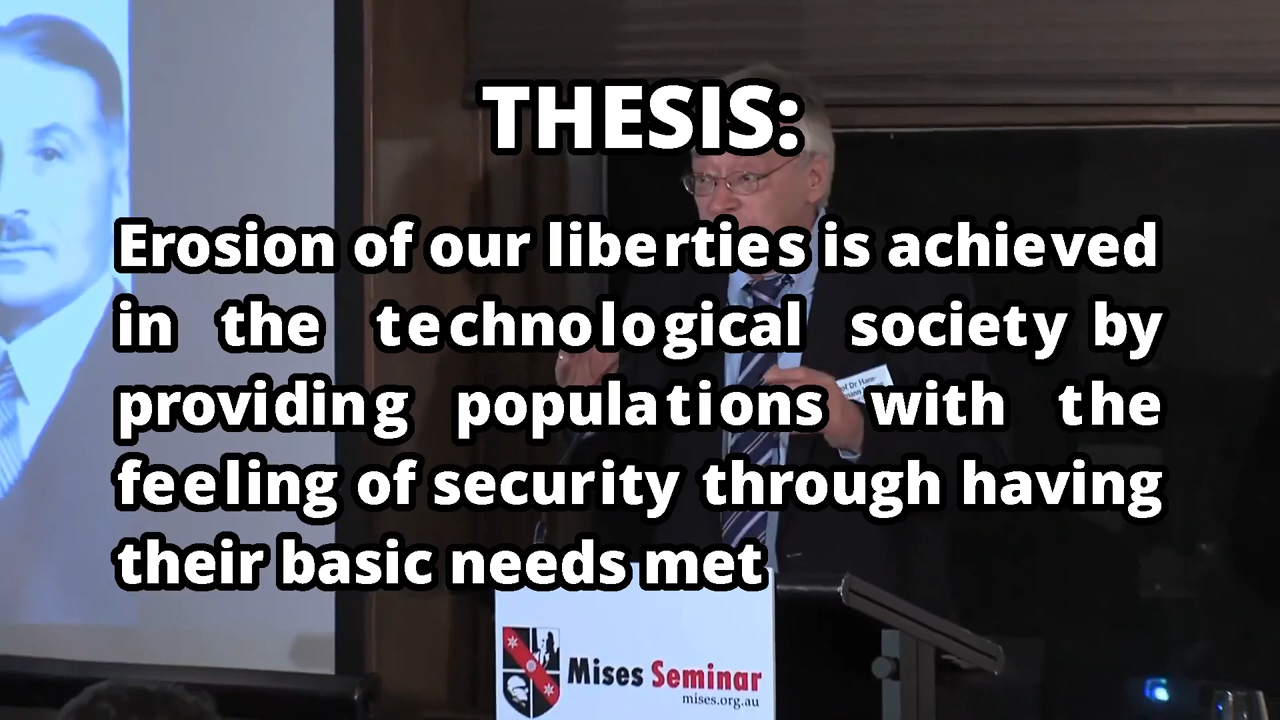 THESIS:
Erosion of our liberties is achieved
in the technological society by
providing populations with the
feeling of security through having
their basic needs met
Mises Seminar
mises.org.au